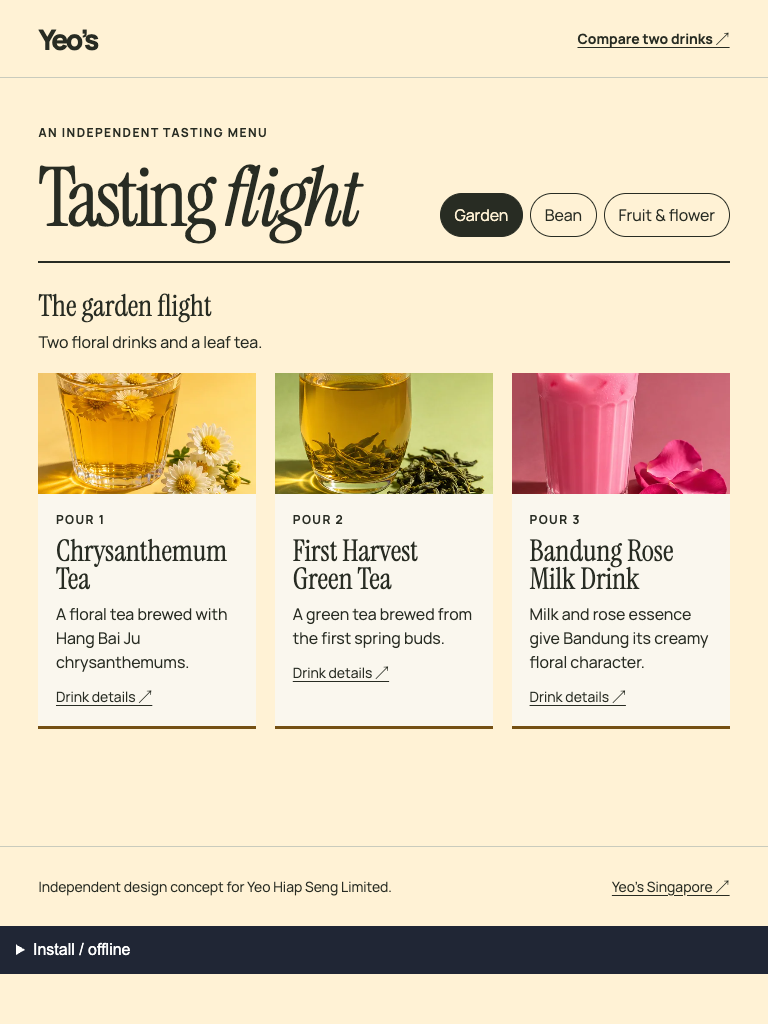 Yeo's
Compare two drinks ↗
AN INDEPENDENT TASTING MENU
Tasting flight
Garden
Bean
Fruit & flower
The garden flight
Two floral drinks and a leaf tea.
POUR 1
Chrysanthemum
Tea
A floral tea brewed with
Hang Bai Ju
chrysanthemums.
Drink details ↗
POUR 2
First Harvest
Green Tea
A green tea brewed from
the first spring buds.
Drink details ↗
POUR 3
Bandung Rose
Milk Drink
Milk and rose essence
give Bandung its creamy
floral character.
Drink details ↗
Independent design concept for Yeo Hiap Seng Limited.
Yeo's Singapore ↗
Install / offline